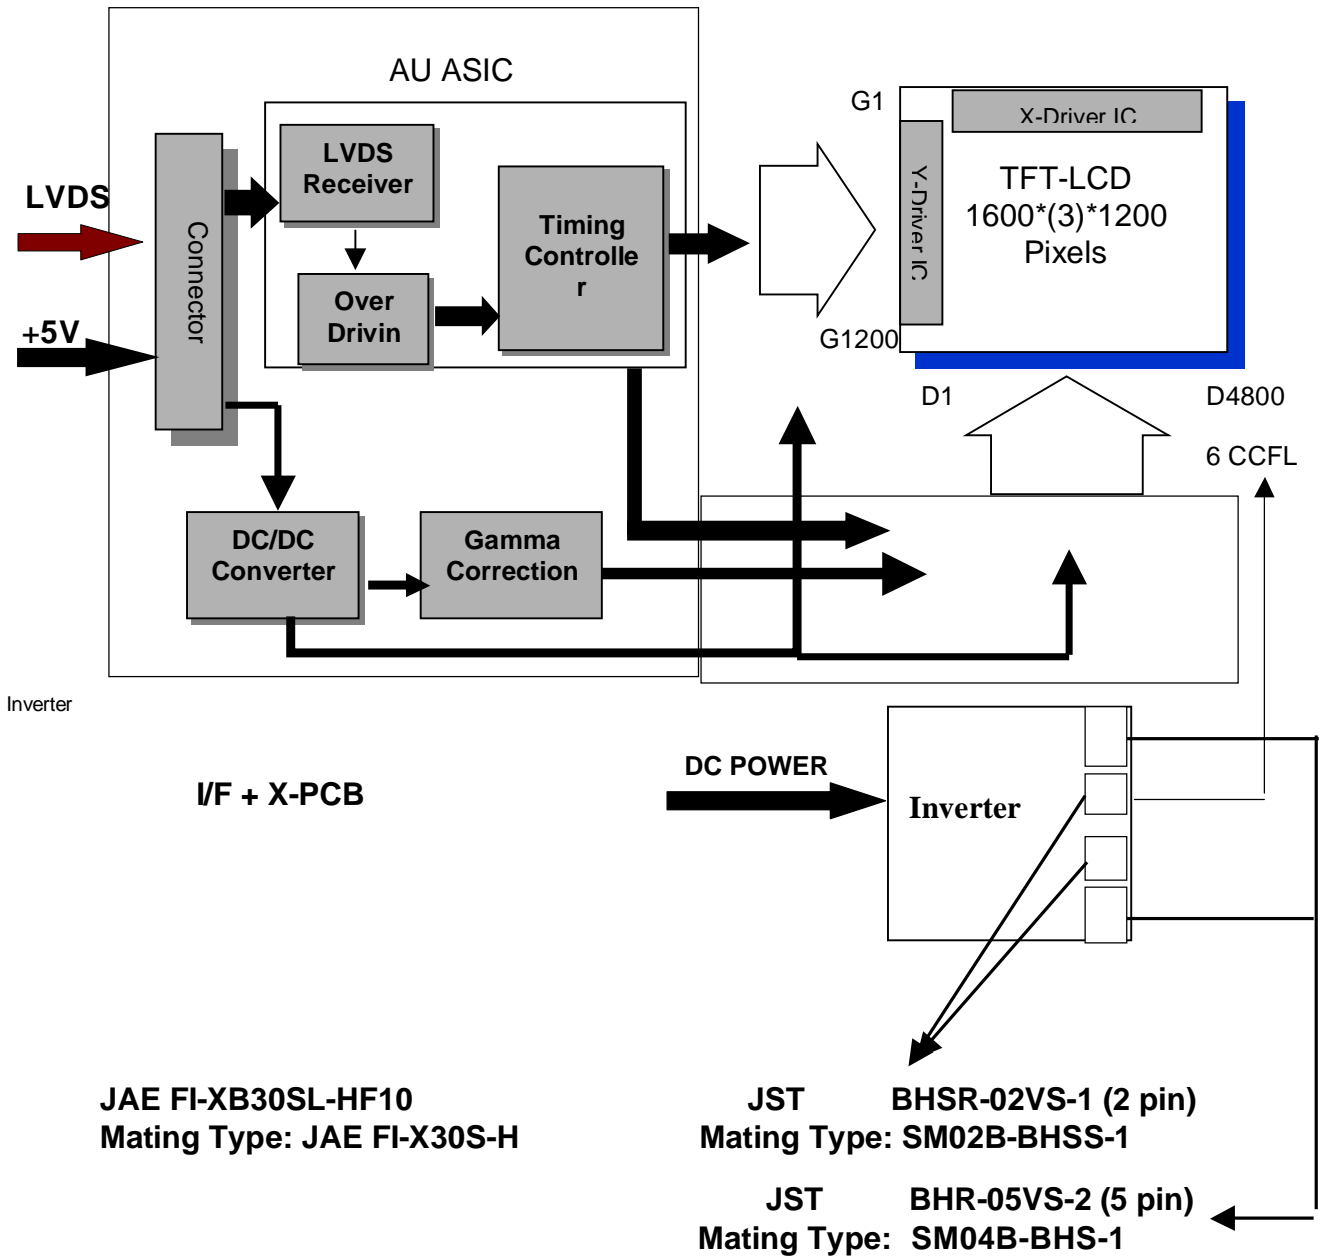 AU ASIC
LVDS
Receiver
LVDS
Connector
Timing
Controlle
r
Over
Drivin
+5V
G1
X-Driver IC
Y-Driver IC
TFT-LCD
1600*(3)*1200
Pixels
G1200
D1
D4800
6 CCFL
DC/DC
Converter
Gamma
Correction
Inverter
I/F + X-PCB
DC POWER
Inverter
JAE FI-XB30SL-HF10
Mating Type: JAE FI-X30S-H
JST BHSR-02VS-1 (2 pin)
Mating Type: SM02B-BHSS-1
JST BHR-05VS-2 (5 pin)
Mating Type: SM04B-BHS-1